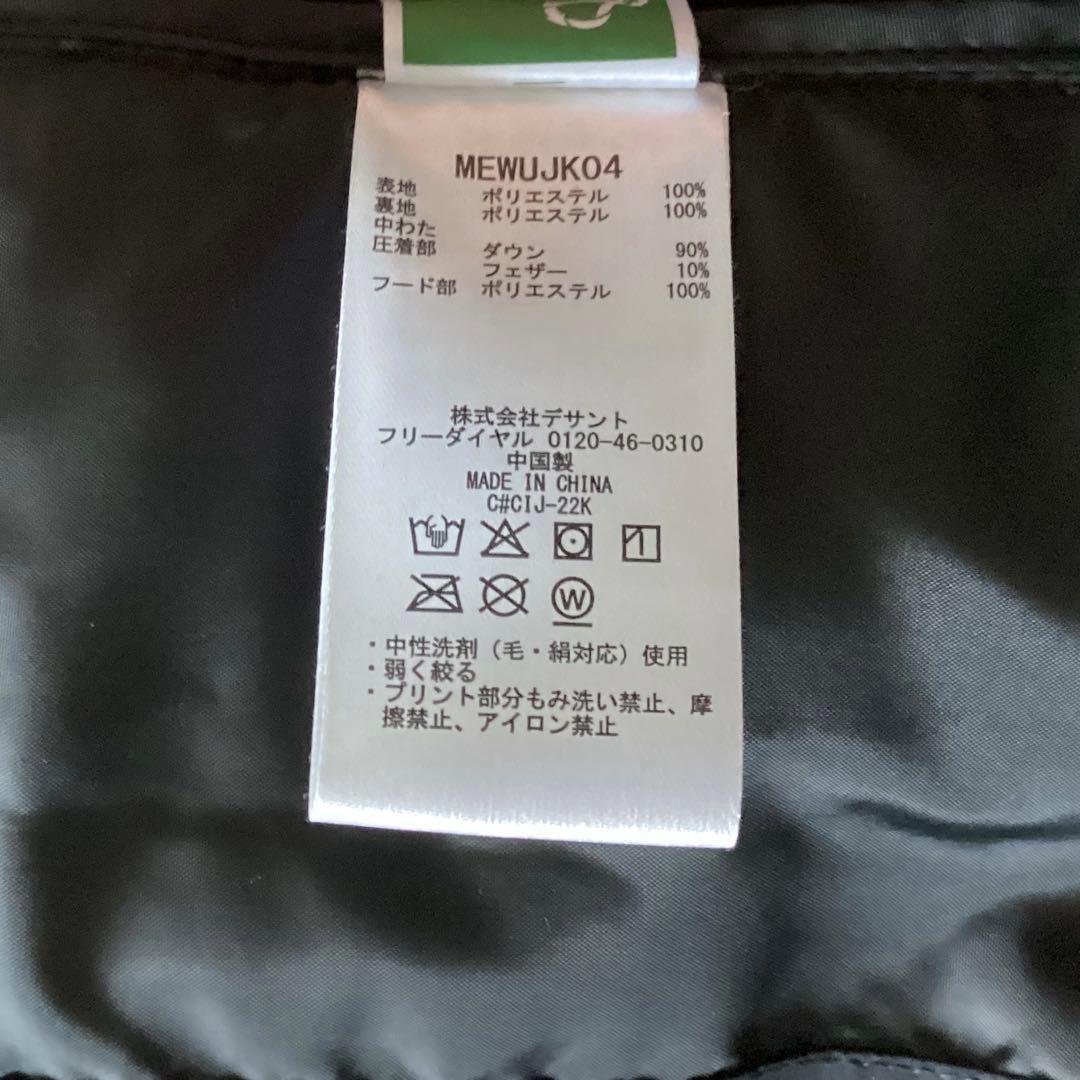 MEWUJK04
表地 ポリエステル 100%
裏地 ポリエステル 100%
中わた
圧着部 ダウン 90%
フェザー 10%
フード部 ポリエステル 100%
株式会社デサント
フリーダイヤル 0120-46-0310
中国製
MADE IN CHINA
C#CIJ-22K
W
・中性洗剤（毛・絹対応）使用
・弱く絞る
・プリント部分もみ洗い禁止、摩
擦禁止、アイロン禁止